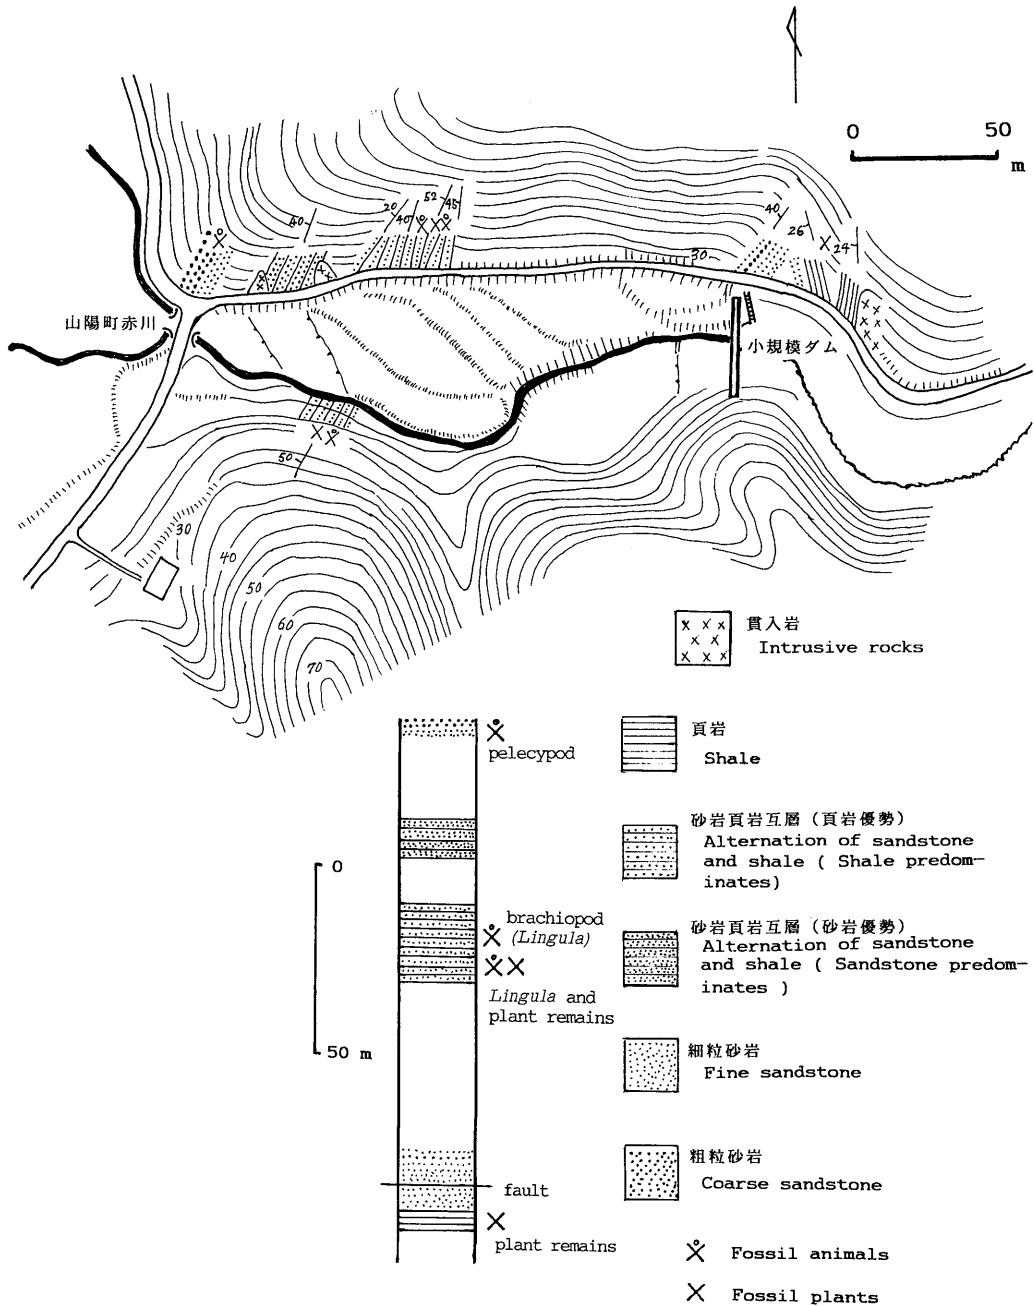 0 50
m
40
20
40
52
45
40
26
24
30
山陽町赤川
小規模ダム
50
30
40
50
60
70
貫入岩
Intrusive rocks
pelecypod
頁岩
Shale
砂岩頁岩互層（頁岩優勢）
Alternation of sandstone
and shale ( Shale predom-
inates)
0
brachiopod
(Lingula)
Lingula and
plant remains
砂岩頁岩互層（砂岩優勢）
Alternation of sandstone
and shale ( Sandstone predom-
inates )
50 m
細粒砂岩
Fine sandstone
粗粒砂岩
Coarse sandstone
fault
plant remains
Fossil animals
Fossil plants